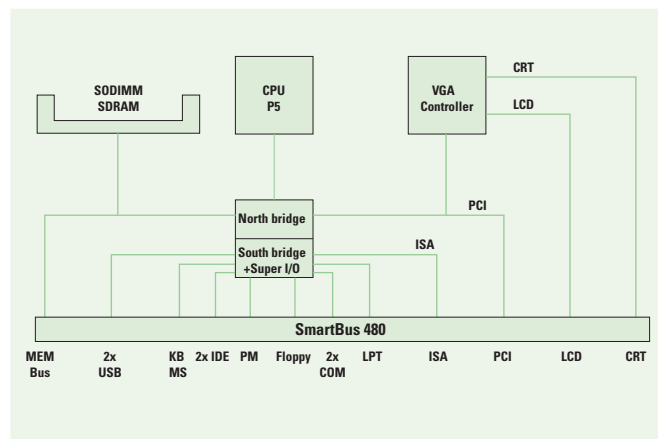 SODIMM
SDRAM
CPU
P5
VGA
Controller
CRT
LCD
PCI
North bridge
ISA
South bridge
+Super I/O
SmartBus 480
MEM
Bus
2x
USB
KB
MS
2x IDE
PM
Floppy
2x
COM
LPT
ISA
PCI
LCD
CRT